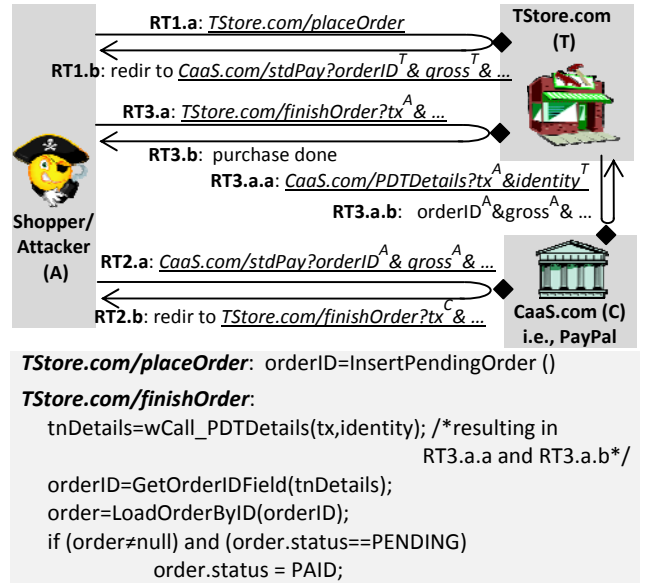 RT1.a: TStore.com/placeOrder
TStore.com
(T)
RT1.b: redir to CaaS.com/stdPay?orderID^T& gross^T& ...
RT3.a: TStore.com/finishOrder?tx^A& ...
RT3.b: purchase done
RT3.a.a: CaaS.com/PDTDetails?tx^A&identity^T
RT3.a.b: orderID^A&gross^A& ...
Shopper/
Attacker
(A)
RT2.a: CaaS.com/stdPay?orderID^A& gross^A& ...
RT2.b: redir to TStore.com/finishOrder?tx^C& ...
CaaS.com (C)
i.e., PayPal
TStore.com/placeOrder: orderID=InsertPendingOrder ()
TStore.com/finishOrder:
tnDetails=wCall_PDTDetails(tx,identity); /*resulting in
RT3.a.a and RT3.a.b*/
orderID=GetOrderIDField(tnDetails);
order=LoadOrderByID(orderID);
if (order≠null) and (order.status==PENDING)
order.status = PAID;